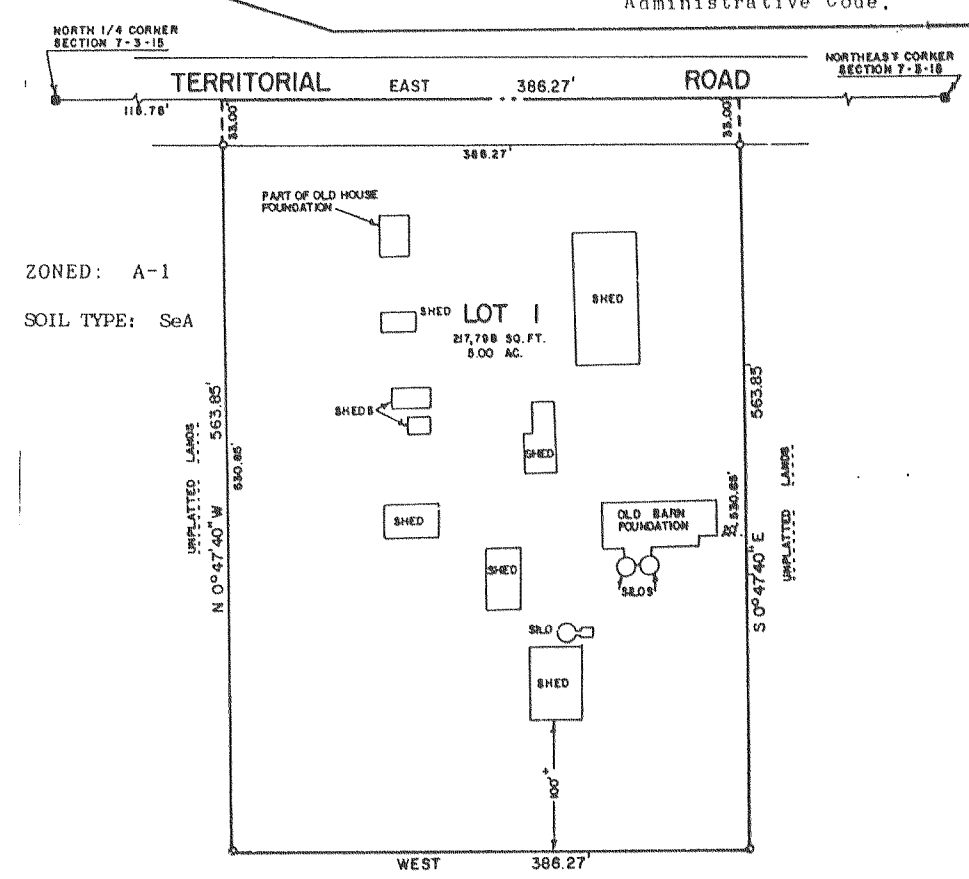 Administrative Code.
NORTH 1/4 CORNER
SECTION 7-3-15
NORTHEAST CORNER
SECTION 7-3-15
TERRITORIAL EAST 386.27' ROAD
33.00'
33.00'
386.27'
PART OF OLD HOUSE
FOUNDATION
ZONED: A-1
SOIL TYPE: SeA
SHED
LOT 1
217,798 SQ.FT.
5.00 AC.
SHED
SHEDS
SHED
SHED
SHED
OLD BARN
FOUNDATION
SILOS
SILO
SHED
100'+
UNPLATTED LANDS
N 0°47'40"W 563.85'
530.85'
530.85'
S 0°47'40"E
563.85'
UNPLATTED LANDS
WEST 386.27'